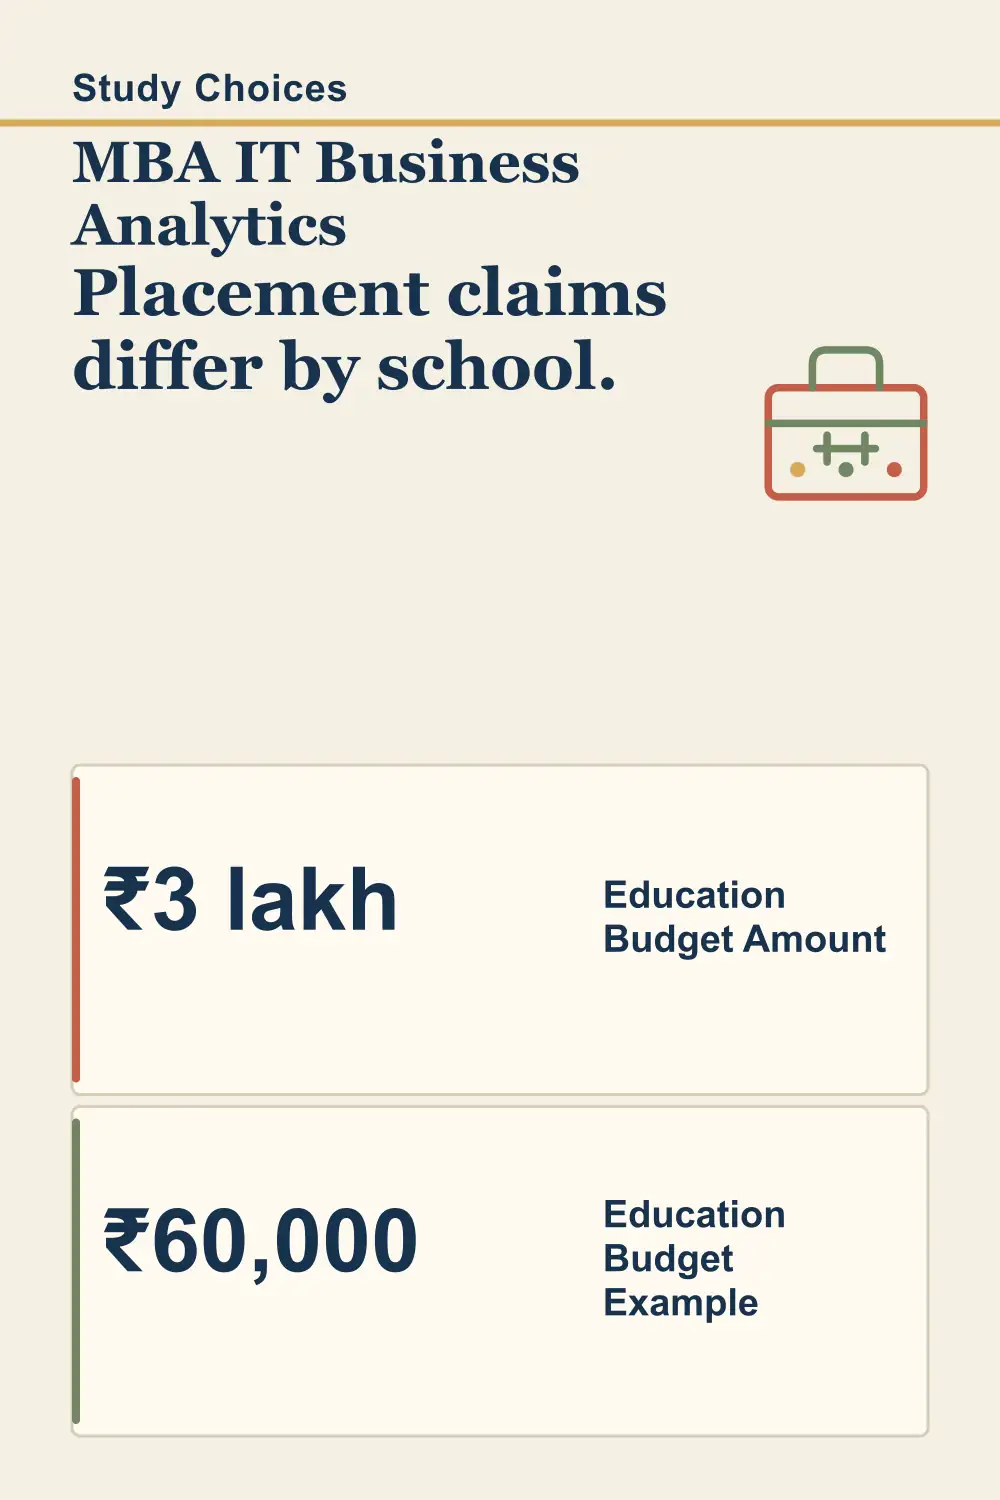 Study Choices
MBA IT Business
Analytics
Placement claims
differ by school.
₹3 lakh
Education
Budget Amount
₹60,000
Education
Budget
Example